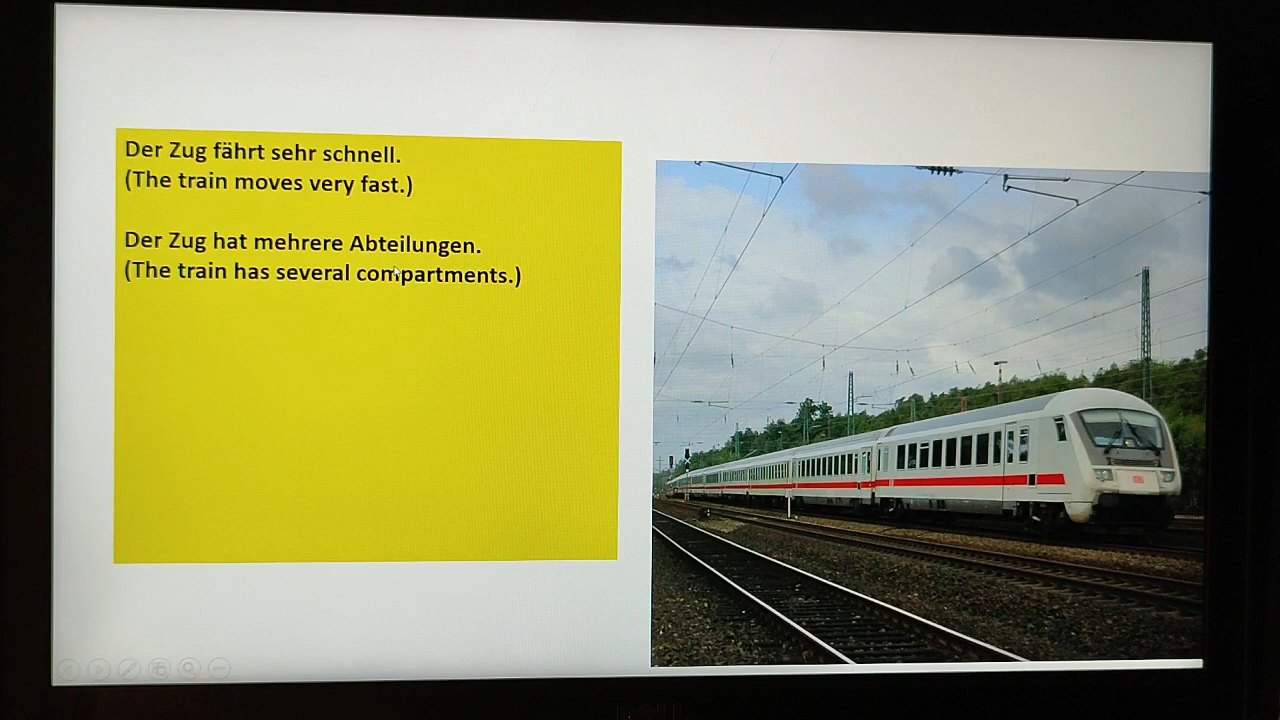 Der Zug fährt sehr schnell.
(The train moves very fast.)
Der Zug hat mehrere Abteilungen.
(The train has several compartments.)